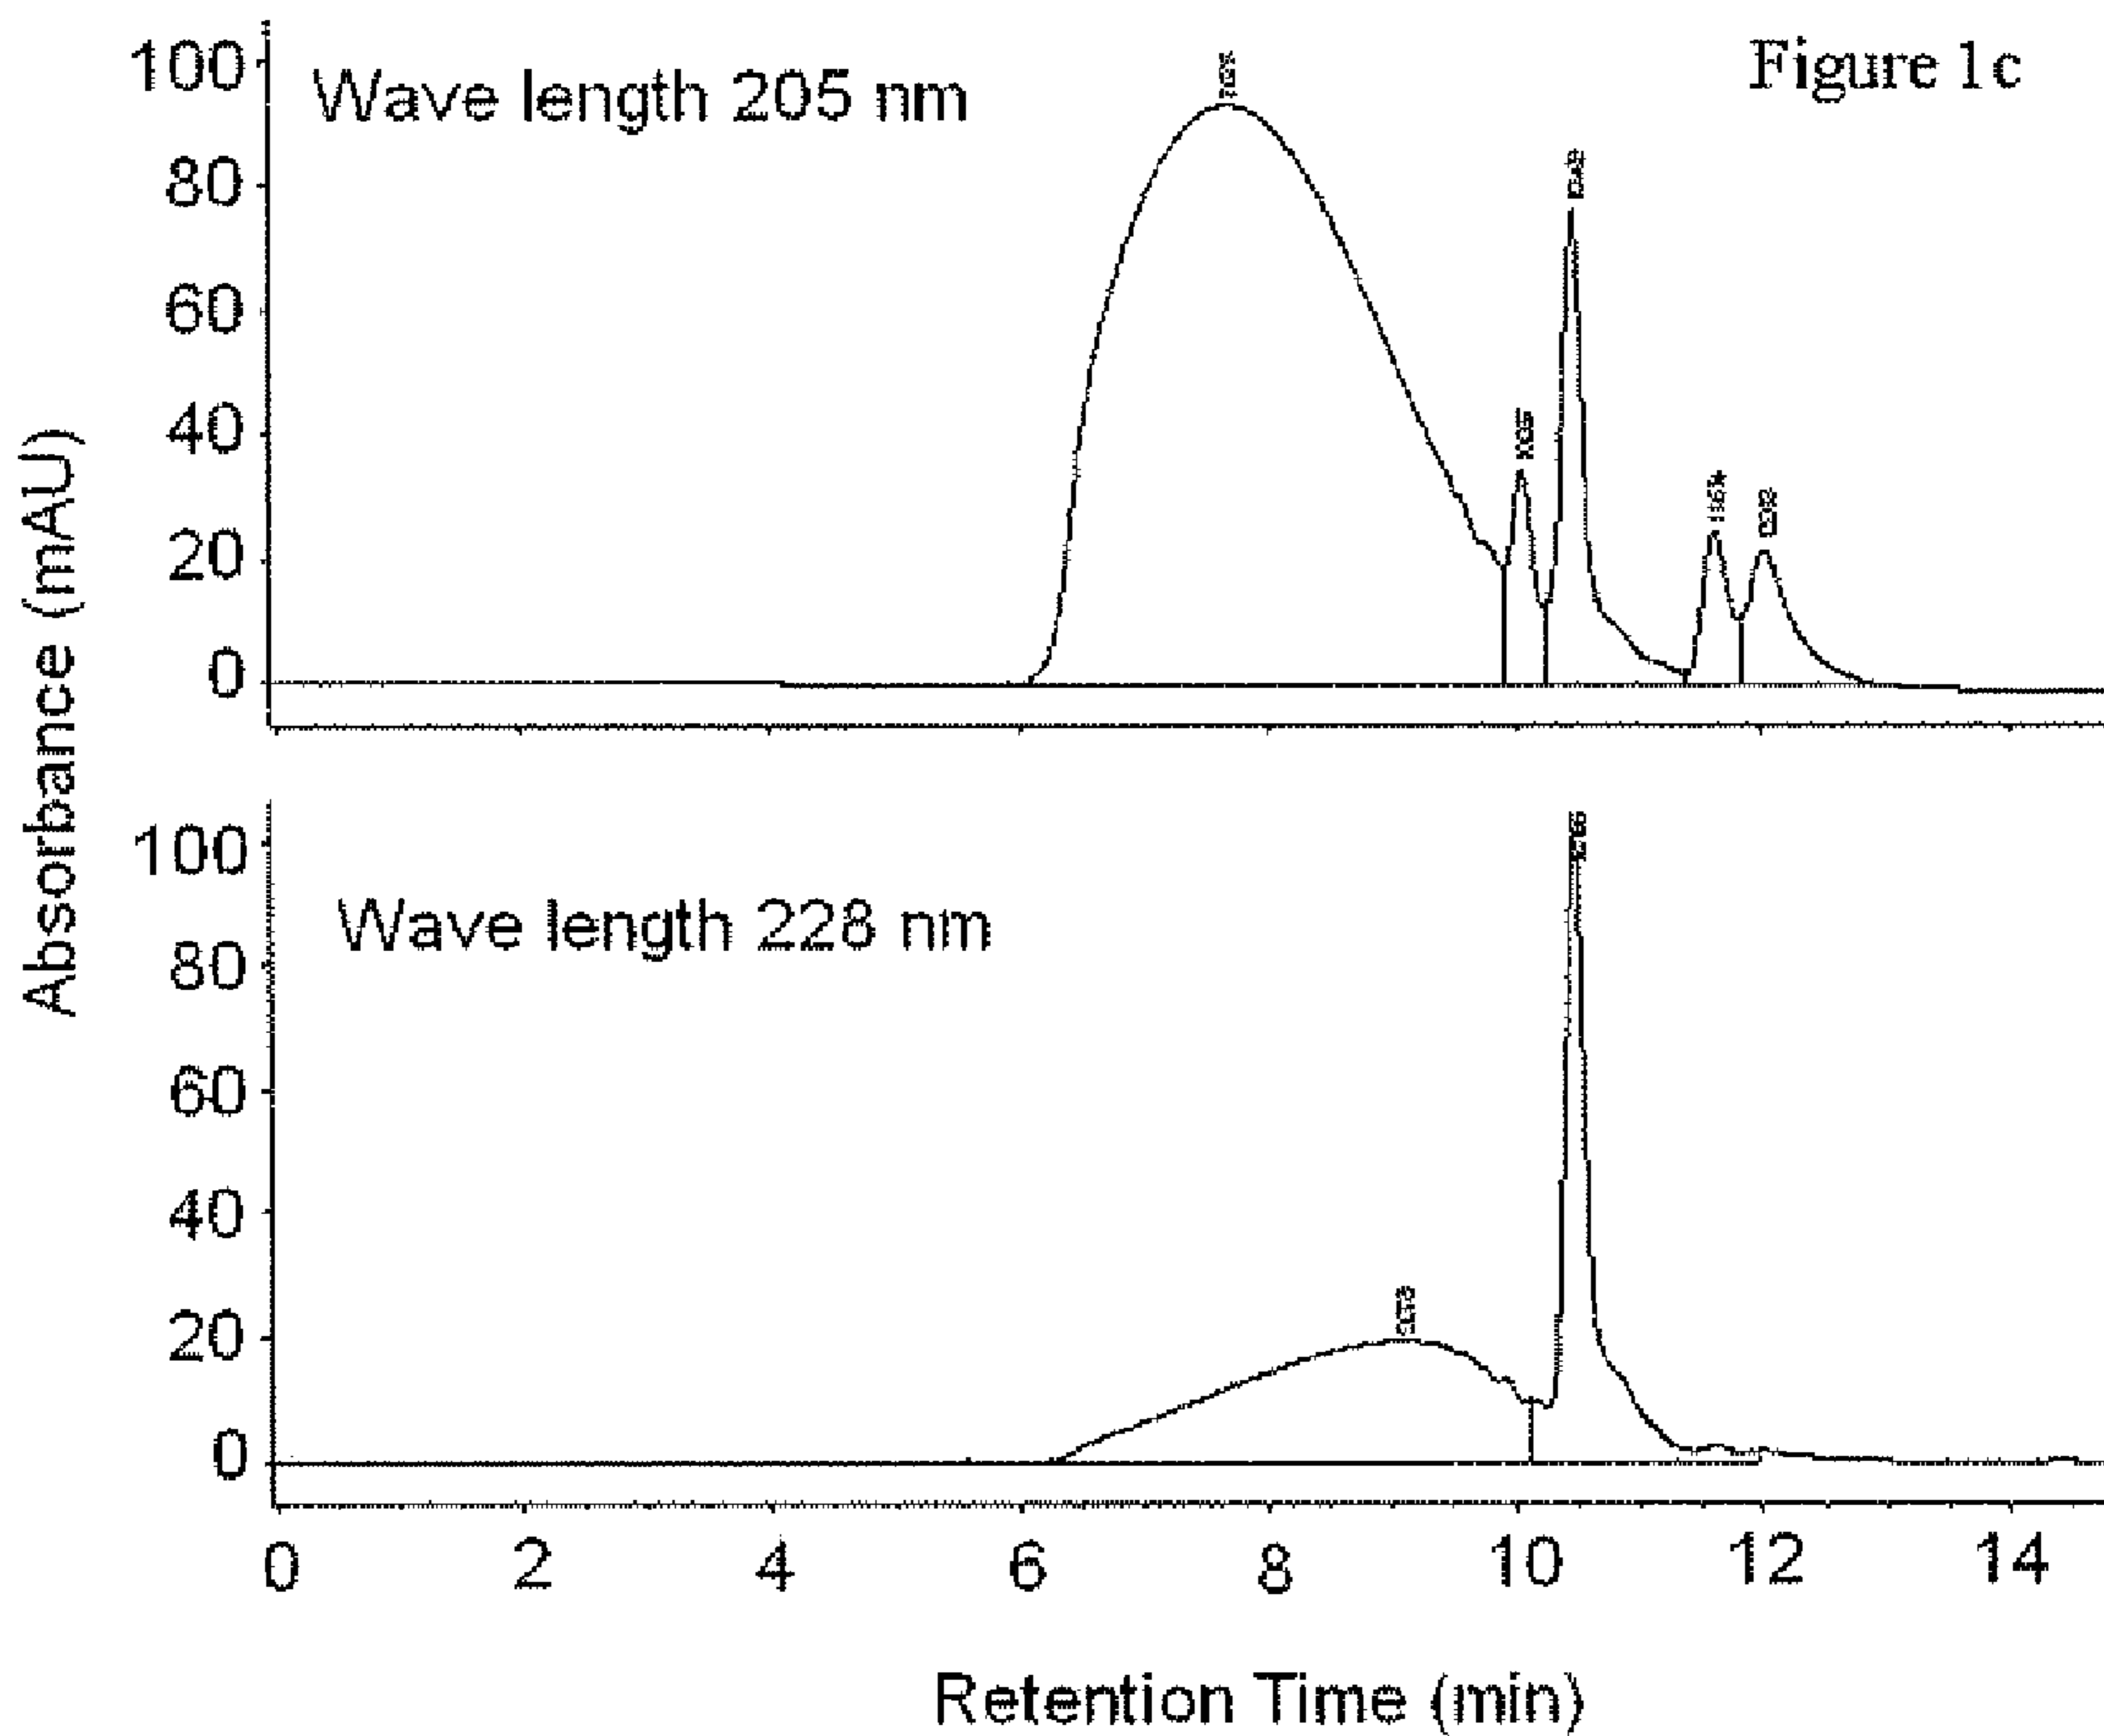 Figure 1c
Wave length 205 nm
100
80
60
40
20
0
Absorbance (mAU)
Wave length 228 nm
100
80
60
40
20
0
0 2 4 6 8 10 12 14
Retention Time (min)